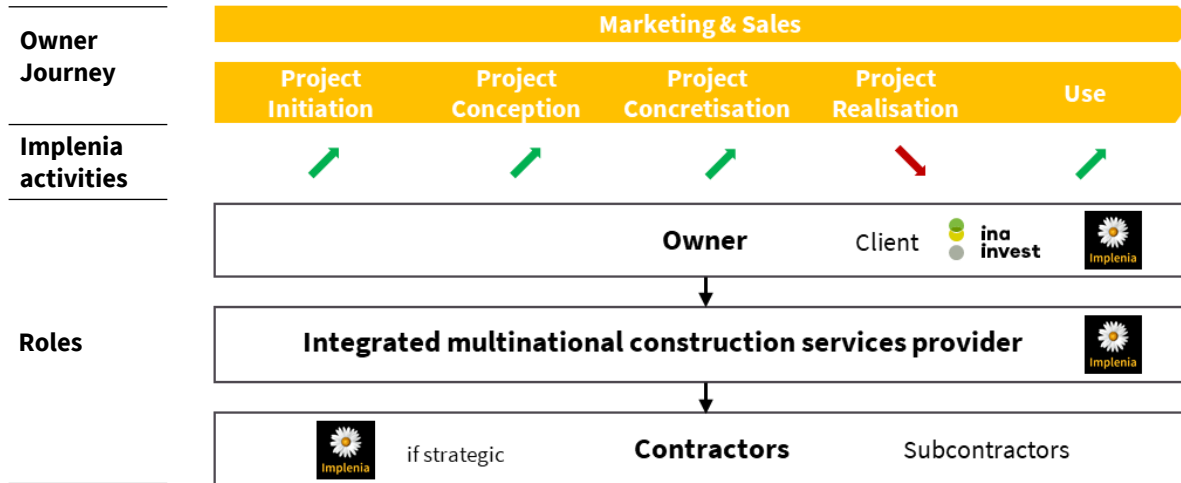 Owner
Journey
Marketing & Sales
Project
Initiation
Project
Conception
Project
Concretisation
Project
Realisation
Use
Implenia
activities
Roles
Owner
Client
ina
invest
Implenia
Integrated multinational construction services provider
Implenia
Implenia
if strategic
Contractors
Subcontractors